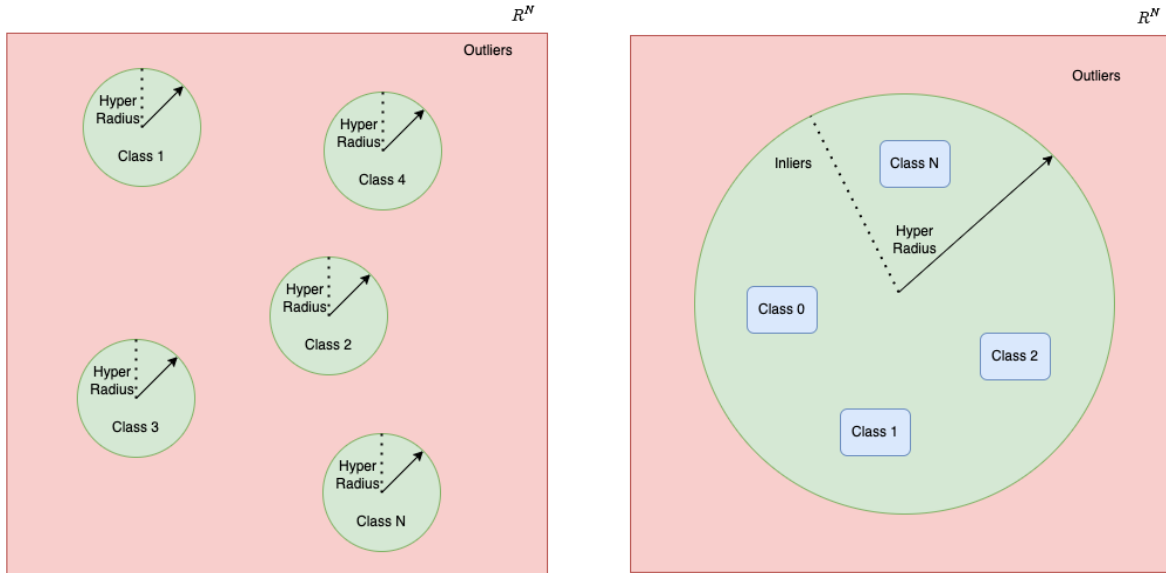 R^N
Outliers
Hyper
Radius
Class 1
Hyper
Radius
Class 4
Hyper
Radius
Class 2
Hyper
Radius
Class 3
Hyper
Radius
Class N
R^N
Outliers
Inliers
Class N
Hyper
Radius
Class 0
Class 2
Class 1